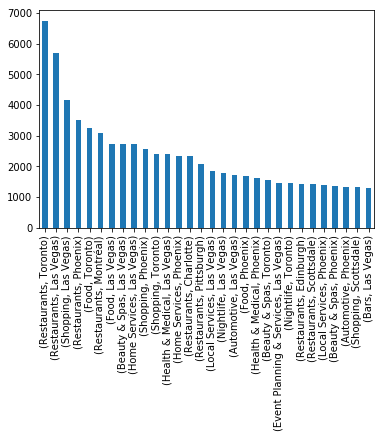 7000
6000
5000
4000
3000
2000
1000
0
(Restaurants, Toronto)
(Restaurants, Las Vegas)
(Shopping, Las Vegas)
(Restaurants, Phoenix)
(Food, Toronto)
(Restaurants, Montréal)
(Food, Las Vegas)
(Beauty & Spas, Las Vegas)
(Home Services, Las Vegas)
(Shopping, Phoenix)
(Shopping, Toronto)
(Health & Medical, Las Vegas)
(Home Services, Phoenix)
(Restaurants, Charlotte)
(Restaurants, Pittsburgh)
(Local Services, Las Vegas)
(Nightlife, Las Vegas)
(Automotive, Las Vegas)
(Food, Phoenix)
(Health & Medical, Phoenix)
(Beauty & Spas, Toronto)
(Event Planning & Services, Las Vegas)
(Nightlife, Toronto)
(Restaurants, Edinburgh)
(Restaurants, Scottsdale)
(Local Services, Phoenix)
(Beauty & Spas, Phoenix)
(Automotive, Phoenix)
(Shopping, Scottsdale)
(Bars, Las Vegas)